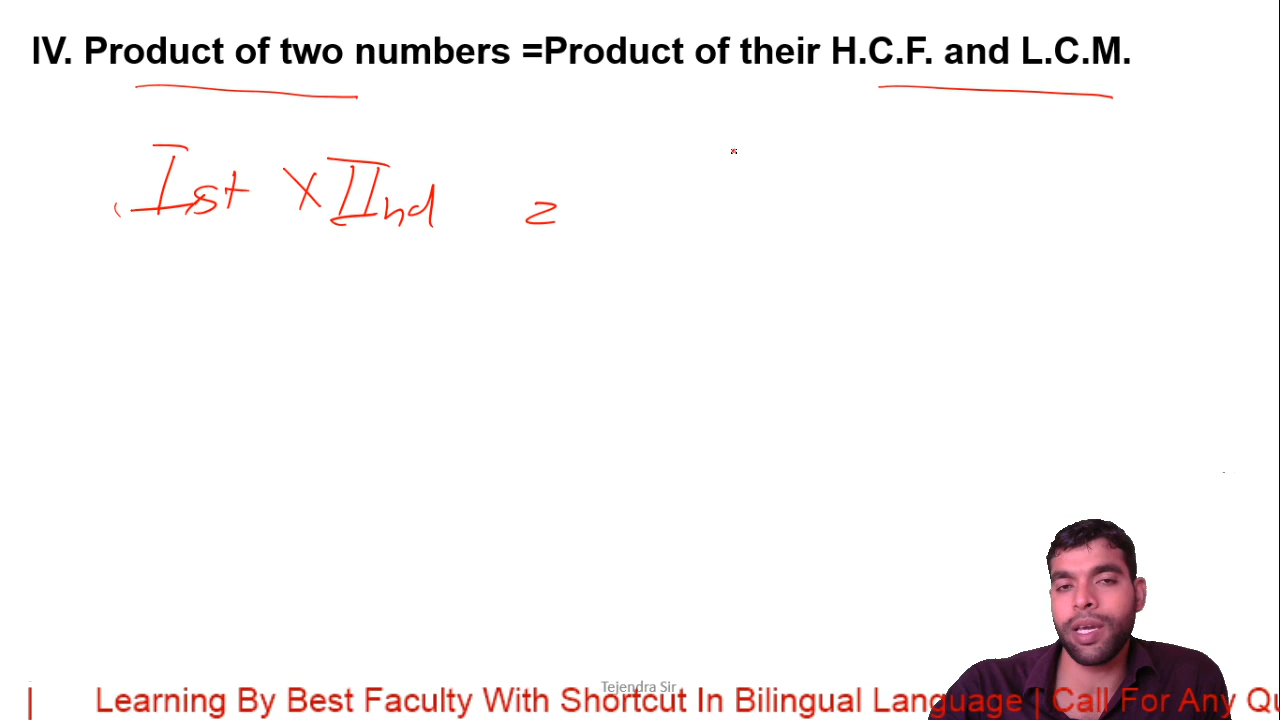 IV. Product of two numbers =Product of their H.C.F. and L.C.M.
Ist X IInd =
Tejendra Sir
| Learning By Best Faculty With Shortcut In Bilingual Language | Call For Any Qu